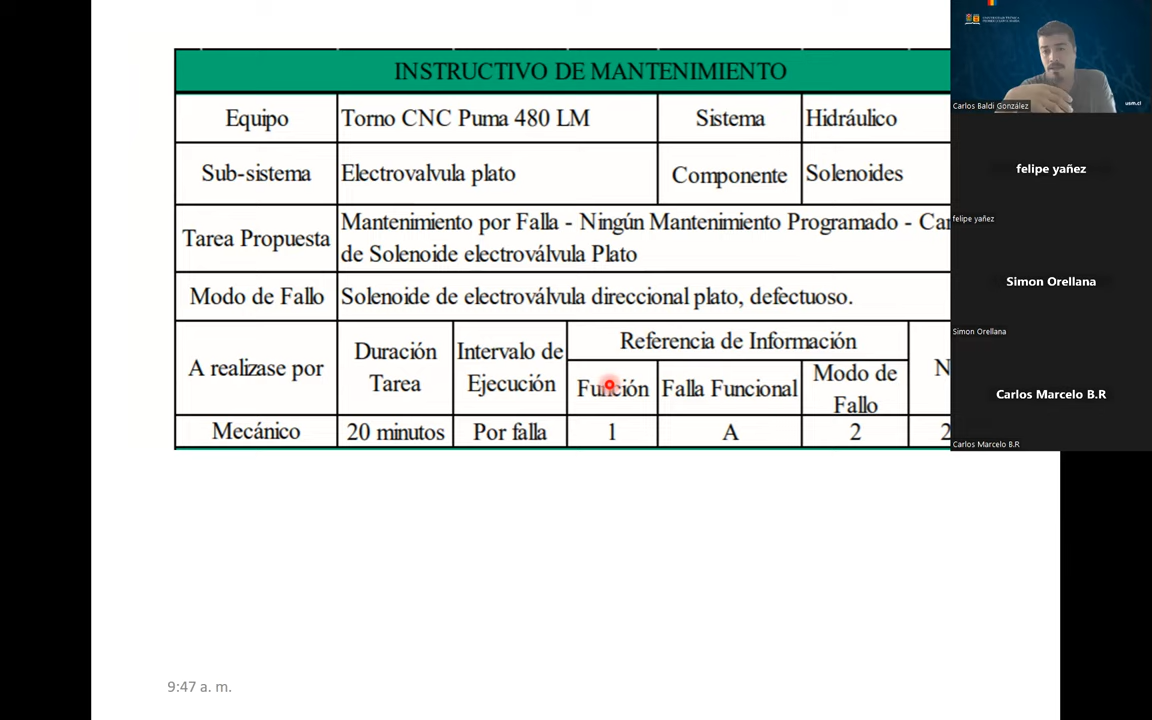 INSTRUCTIVO DE MANTENIMIENTO
Equipo
Torno CNC Puma 480 LM
Sistema
Hidráulico
Sub-sistema
Electrovalvula plato
Componente
Solenoides
Tarea Propuesta
Mantenimiento por Falla - Ningún Mantenimiento Programado -
de Solenoide electroválvula Plato
Modo de Fallo
Solenoide de electroválvula direccional plato, defectuoso.
A realizase por
Duración
Tarea
Intervalo de
Ejecución
Referencia de Información
Función
Falla Funcional
Modo de
Fallo
Mecánico
20 minutos
Por falla
1
A
2
9:47 a. m.
Carlos Baldi González
usm.cl
felipe yañez
felipe yañez
Simon Orellana
Simon Orellana
Carlos Marcelo B.R
Carlos Marcelo B.R